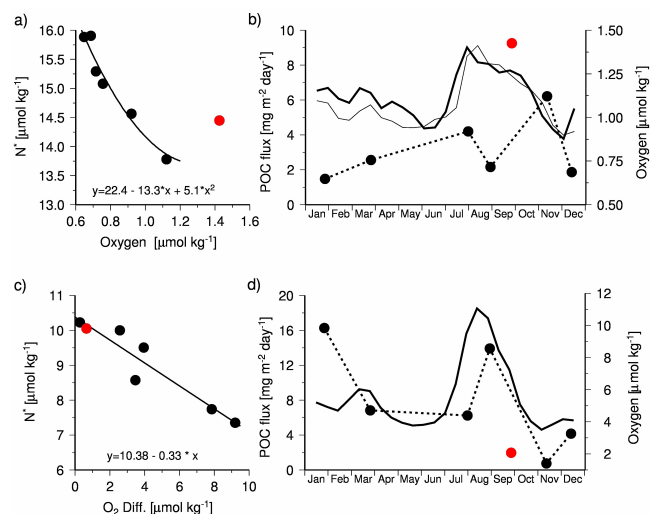 a)
16.0
15.5
15.0
14.5
14.0
13.5
13.0
N* [µmol kg-1]
y=22.4 - 13.3*x + 5.1*x2
0.6 0.8 1.0 1.2 1.4 1.6
Oxygen [µmol kg-1]
b)
10
8
6
4
2
0
POC flux [mg m-2 day-1]
1.50
1.25
1.00
0.75
0.50
Oxygen [µmol kg-1]
Jan Feb Mar Apr May Jun Jul Aug Sep Oct Nov Dec
c)
11
10
9
8
7
6
N* [µmol kg-1]
y=10.38 - 0.33 * x
0 2 4 6 8 10
O2 Diff. [µmol kg-1]
d)
20
16
12
8
4
0
POC flux [mg m-2 day-1]
12
10
8
6
4
2
Oxygen [µmol kg-1]
Jan Feb Mar Apr May Jun Jul Aug Sep Oct Nov Dec